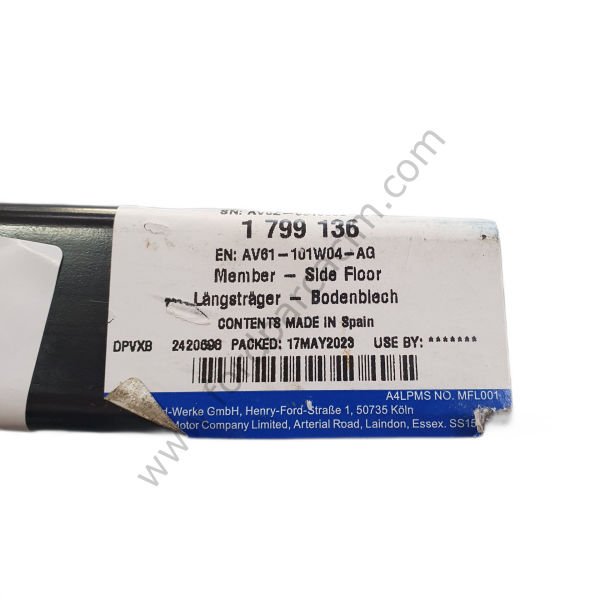 1 799 136
EN: AV61-101W04-AG
Member - Side Floor
Längsträger - Bodenblech
CONTENTS MADE IN Spain
DPVXB 2420698 PACKED: 17MAY2023 USE BY: *******
A4LPMS NO. MFL001
d-Werke GmbH, Henry-Ford-Straße 1, 50735 Köln
Motor Company Limited, Arterial Road, Laindon, Essex. SS15